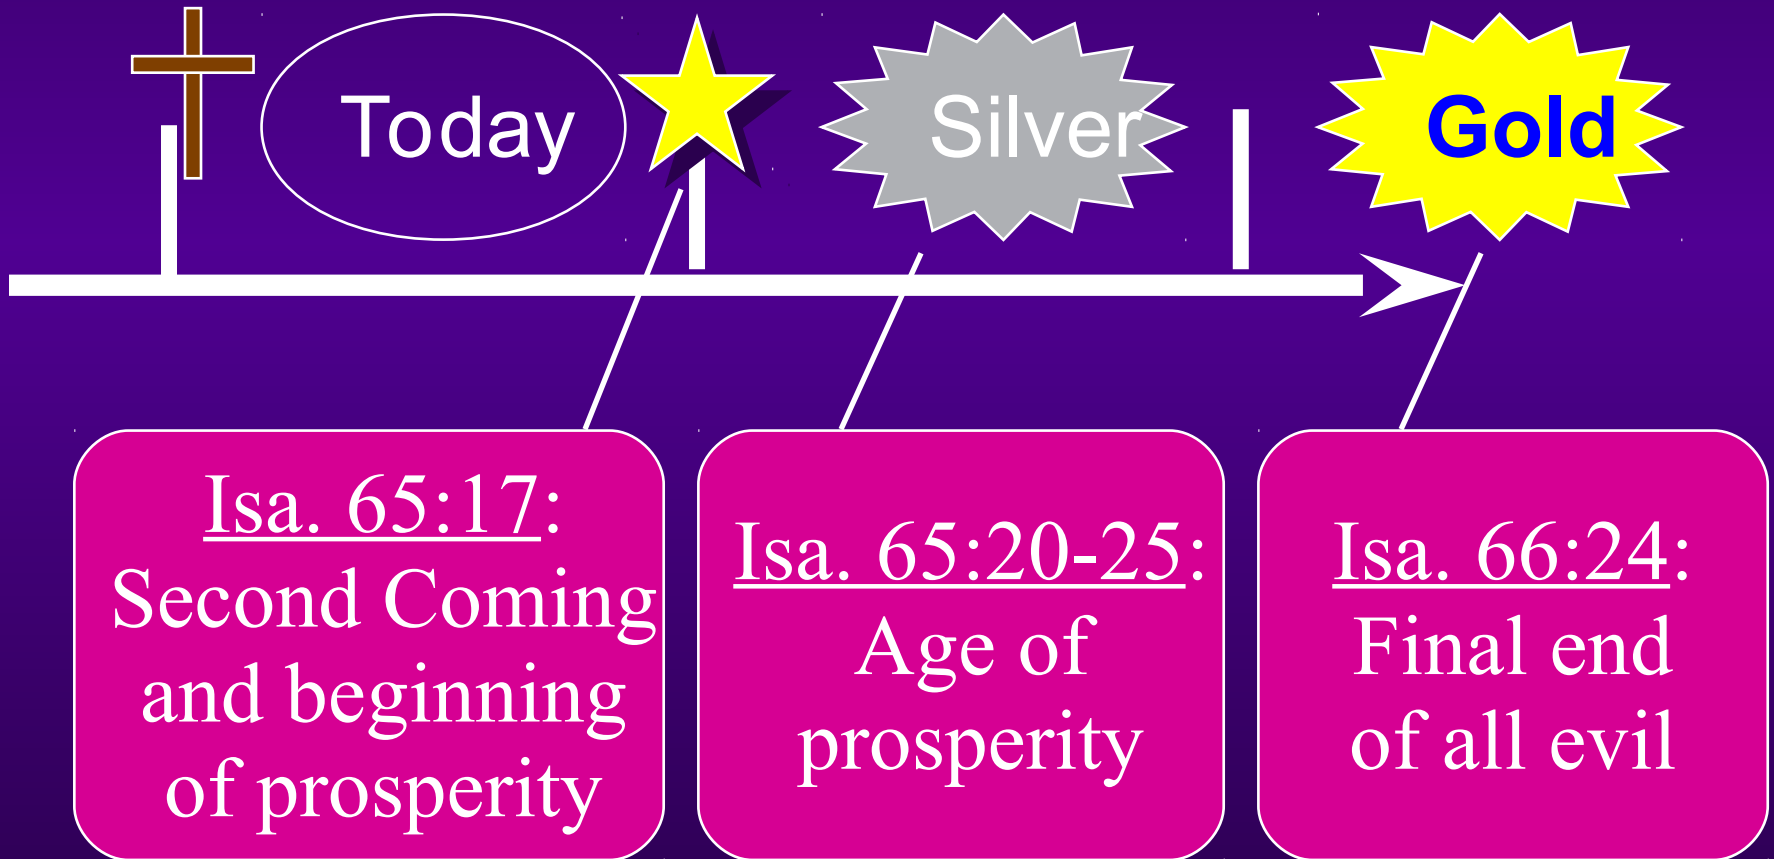 Today
Silver
Gold
Isa. 65:17:
Second Coming
and beginning
of prosperity
Isa. 65:20-25:
Age of
prosperity
Isa. 66:24:
Final end
of all evil